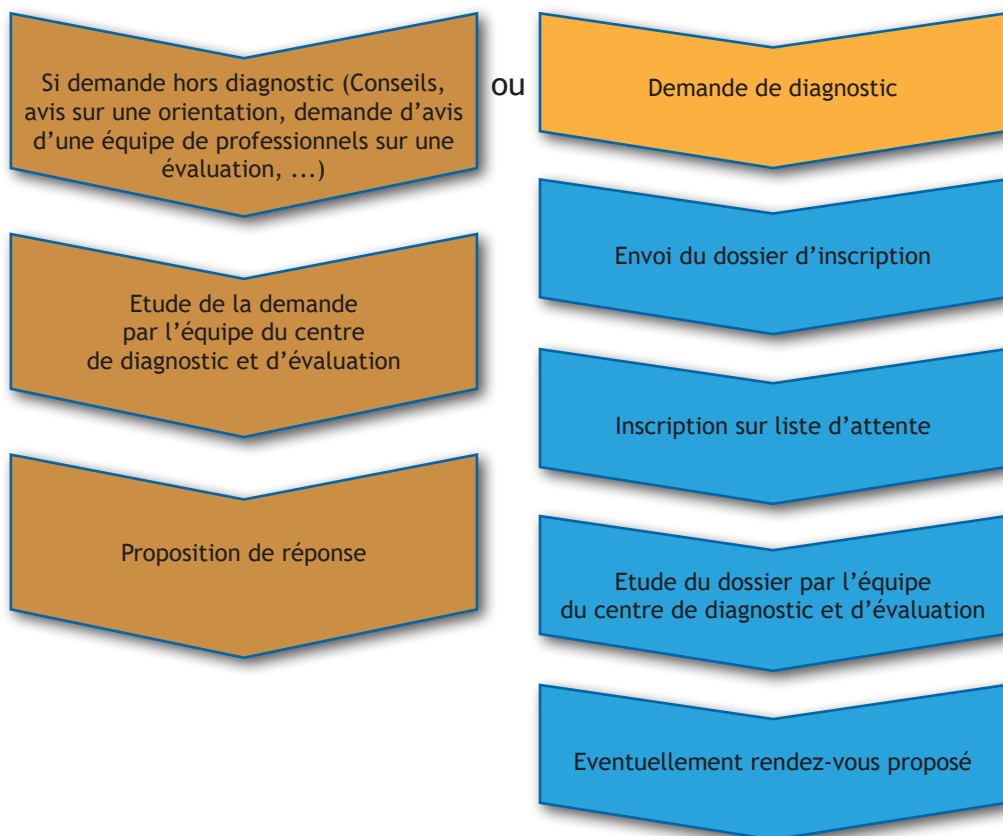 Si demande hors diagnostic (Conseils,
avis sur une orientation, demande d’avis
d’une équipe de professionnels sur une
évaluation, ...)
ou
Demande de diagnostic
Etude de la demande
par l’équipe du centre
de diagnostic et d’évaluation
Proposition de réponse
Envoi du dossier d’inscription
Inscription sur liste d’attente
Etude du dossier par l’équipe
du centre de diagnostic et d’évaluation
Eventuellement rendez-vous proposé